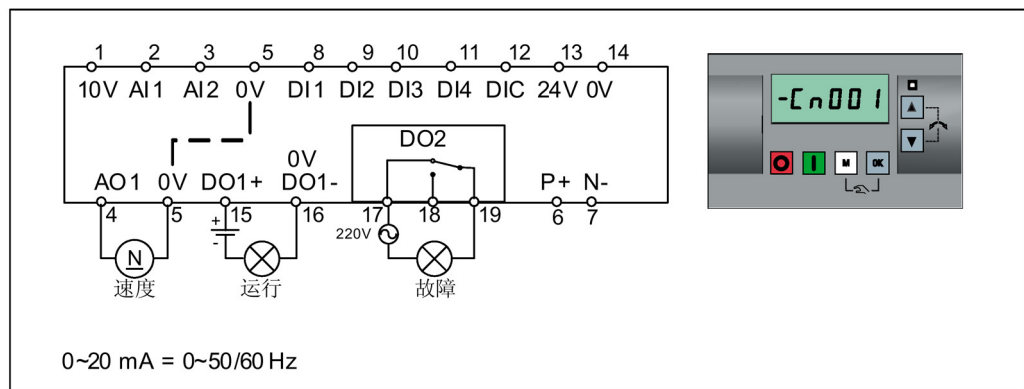 1 2 3 5 8 9 10 11 12 13 14
10V AI1 AI2 0V DI1 DI2 DI3 DI4 DIC 24V 0V
-Cn001
DO2
0V
AO1 0V DO1+ DO1- P+ N-
4 5 15 16 17 18 19 6 7
+
-
220V
N
速度 运行 故障
M OK
0~20 mA = 0~50/60 Hz